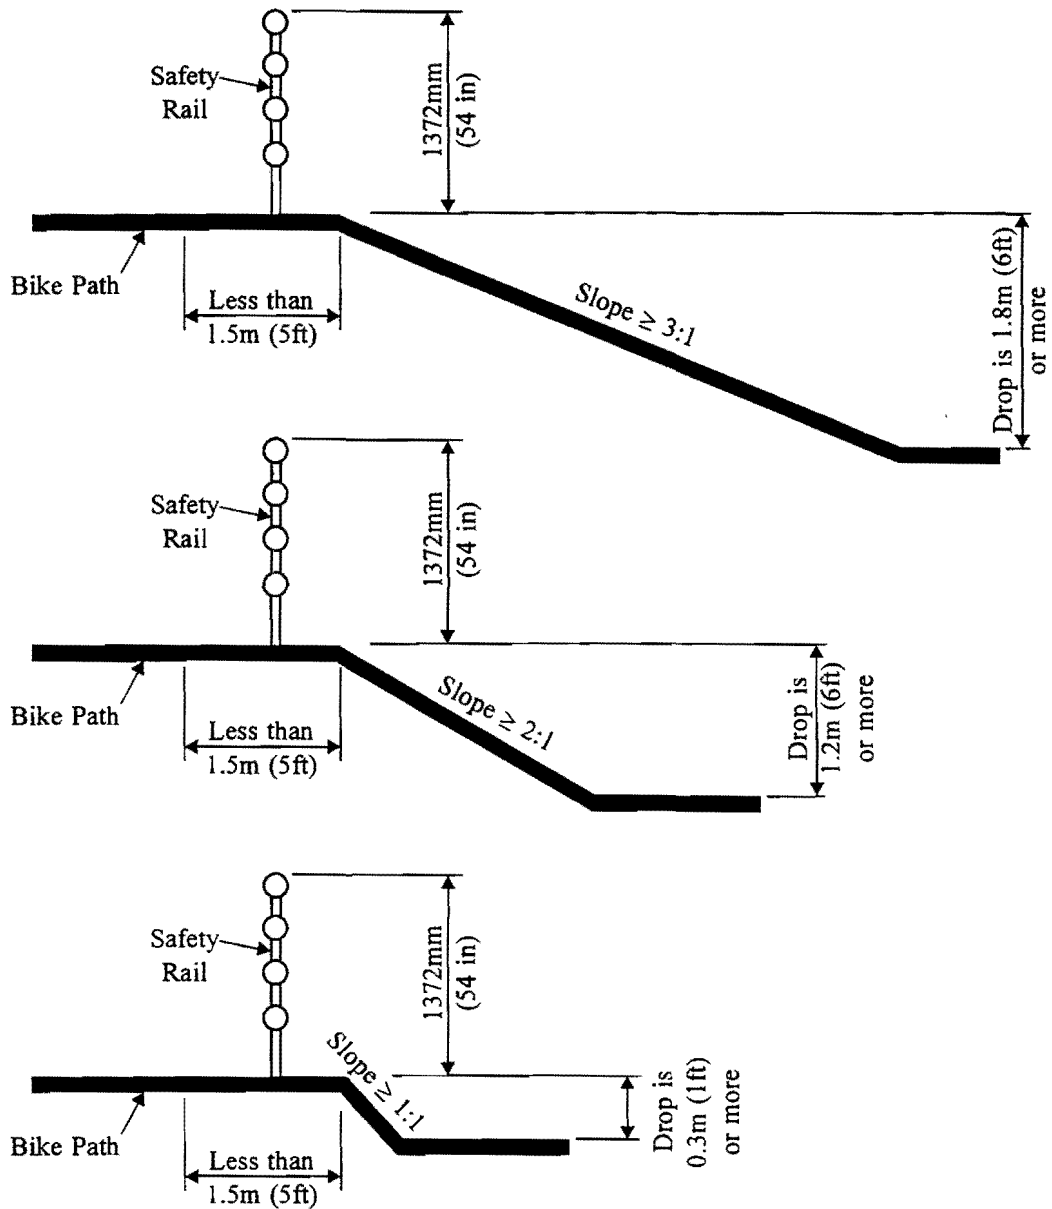 Safety
Rail
1372mm
(54 in)
Bike Path
Less than
1.5m (5ft)
Slope ≥ 3:1
Drop is 1.8m (6ft)
or more
Safety
Rail
1372mm
(54 in)
Bike Path
Less than
1.5m (5ft)
Slope ≥ 2:1
Drop is
1.2m (6ft)
or more
Safety
Rail
1372mm
(54 in)
Bike Path
Less than
1.5m (5ft)
Slope ≥ 1:1
Drop is
0.3m (1ft)
or more